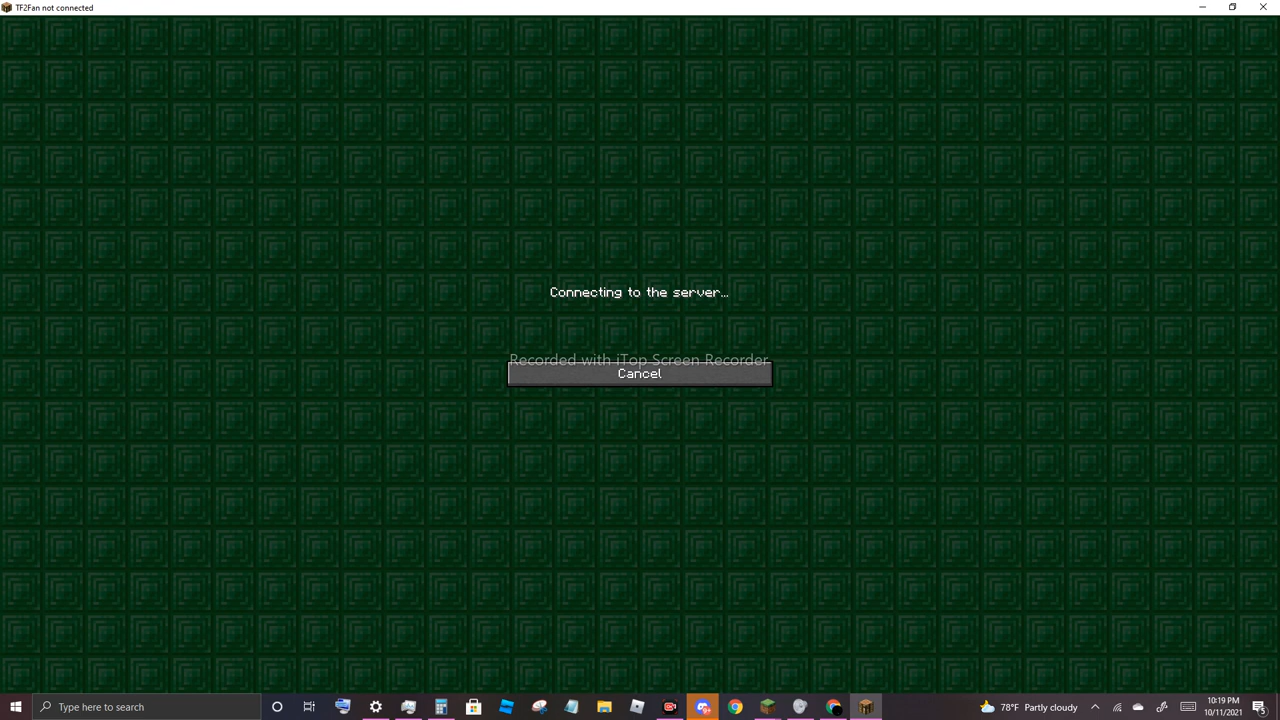 TF2Fan not connected
Connecting to the server...
Recorded with iTop Screen Recorder
Cancel
Type here to search
78°F Partly cloudy
10:19 PM
10/11/2021